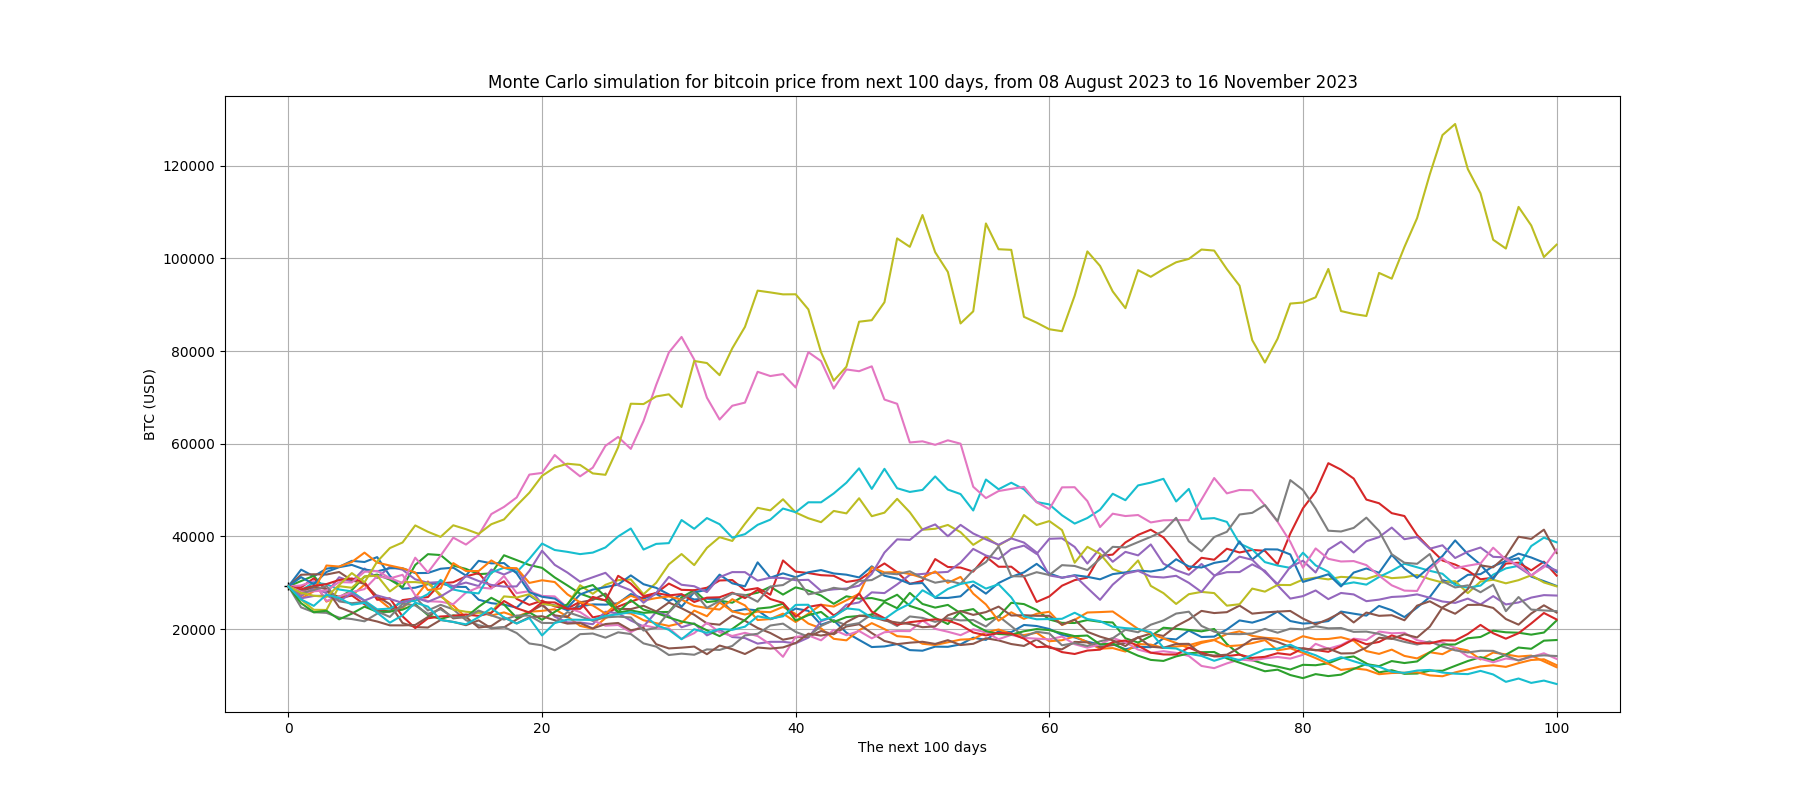 Monte Carlo simulation for bitcoin price from next 100 days, from 08 August 2023 to 16 November 2023
120000
100000
80000
60000
40000
20000
BTC (USD)
0 20 40 60 80 100
The next 100 days